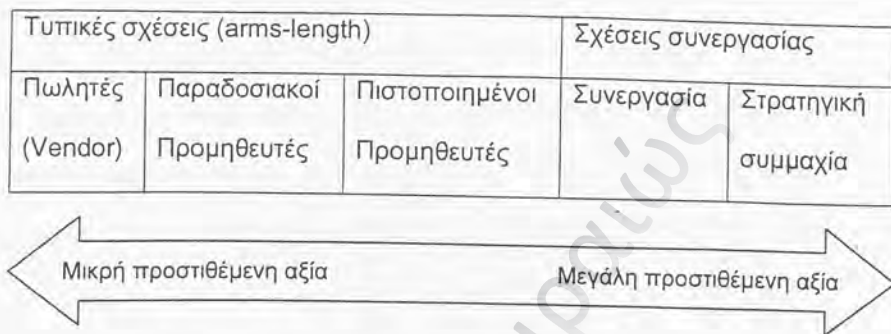 Τυπικές σχέσεις (arms-length) Σχέσεις συνεργασίας
Πωλητές Παραδοσιακοί Πιστοποιημένοι Συνεργασία Στρατηγική
(Vendor) Προμηθευτές Προμηθευτές συμμαχία
Μικρή προστιθέμενη αξία Μεγάλη προστιθέμενη αξία